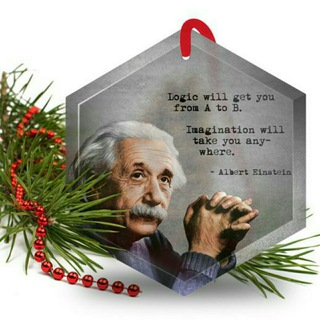 Logic will get you
from A to B.
Imagination will
take you any-
where.
- Albert Einstein